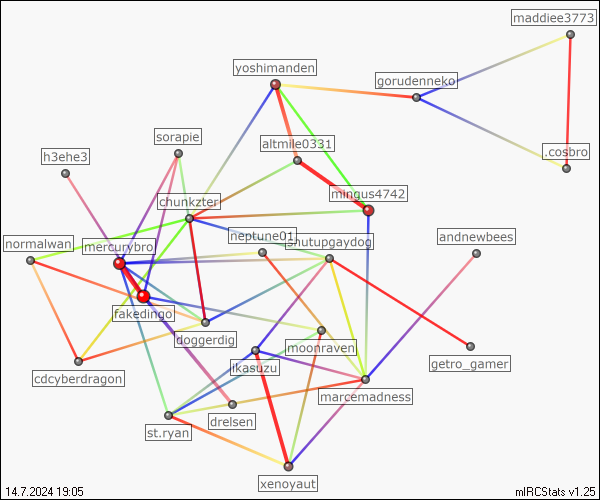 maddiee3773
yoshimanden
gorudenneko
sorapie
altmile0331
.cosbro
h3ehe3
mingus4742
chunkzter
normalwan
mercurybro
neptune01
shutupgaydog
andnewbees
fakedingo
doggerdig
moonraven
getro_gamer
cdcyberdragon
ikasuzu
marcemadness
st.ryan
drelsen
xenoyaut
14.7.2024 19:05
mIRCStats v1.25